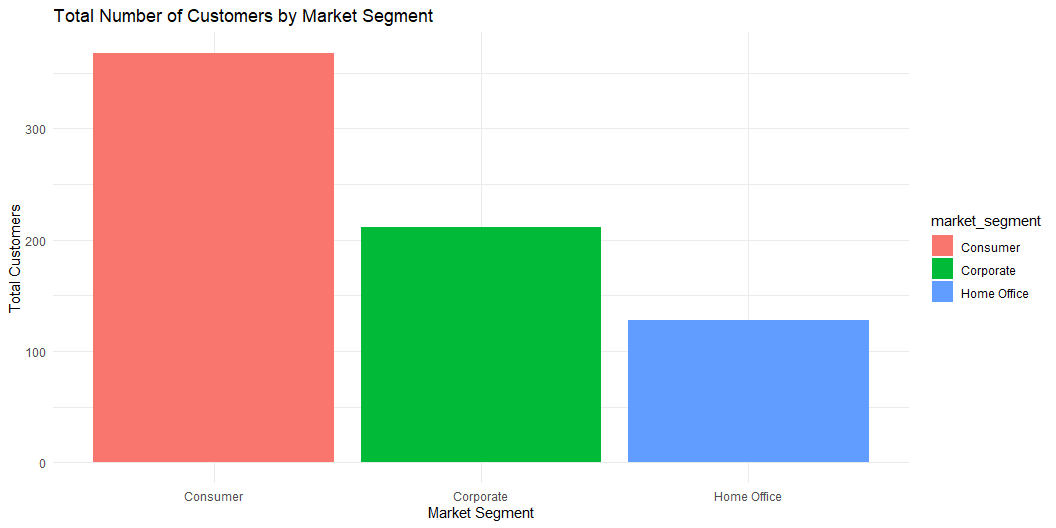 Total Number of Customers by Market Segment
Total Customers
300
200
100
0
Consumer
Corporate
Home Office
Market Segment
market_segment
Consumer
Corporate
Home Office